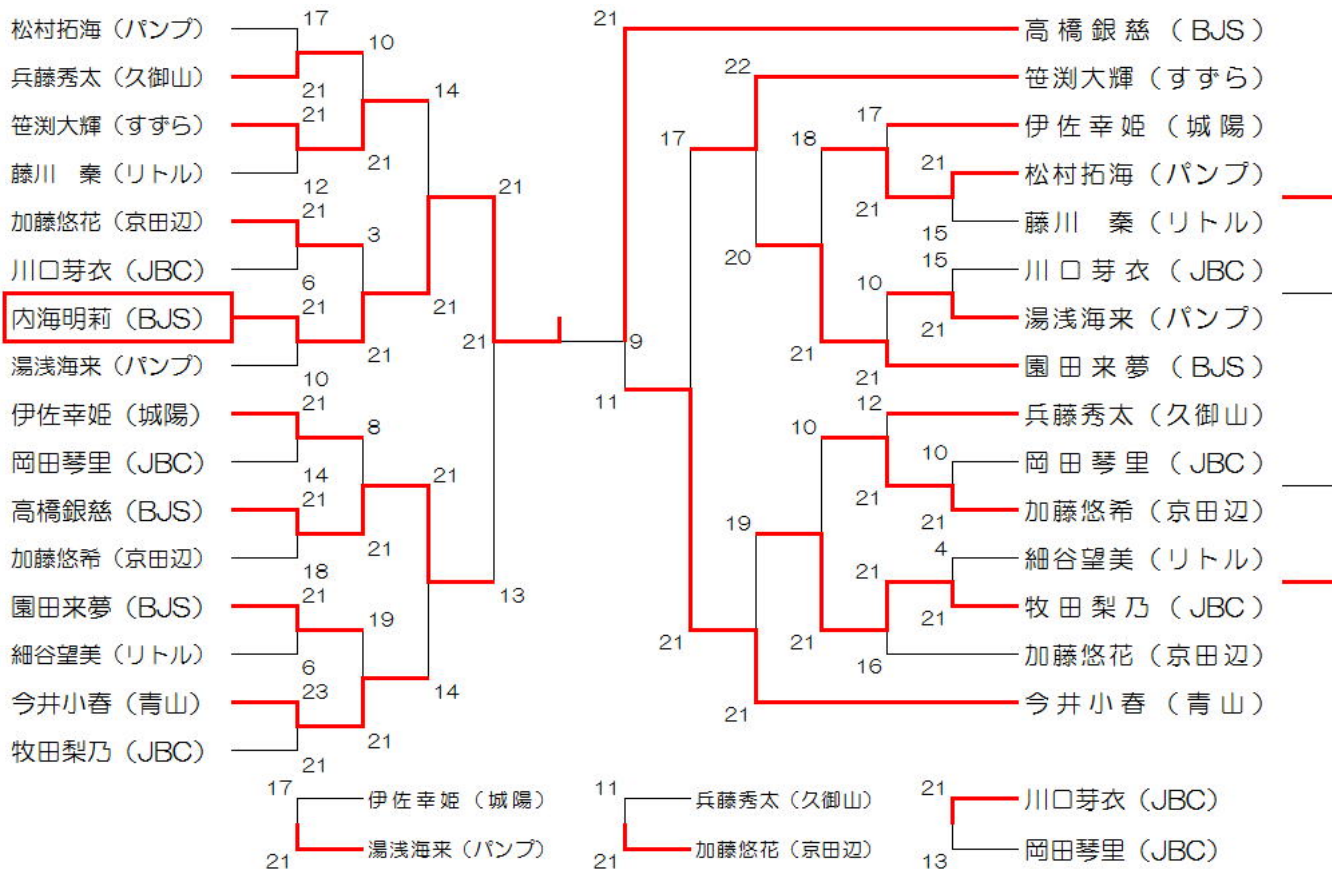 松村拓海（パンプ）
兵藤秀太（久御山）
笹渕大輝（すずら）
藤川　秦（リトル）
加藤悠花（京田辺）
川口芽衣（JBC）
内海明莉（BJS）
湯浅海来（パンプ）
伊佐幸姫（城陽）
岡田琴里（JBC）
高橋銀慈（BJS）
加藤悠希（京田辺）
園田来夢（BJS）
細谷望美（リトル）
今井小春（青山）
牧田梨乃（JBC）
17
21
21
12
21
6
21
10
21
14
21
18
21
6
23
21
10
21
3
21
8
21
19
21
14
21
21
14
21
13
21
9
21
11
17
21
22
20
19
21
18
21
10
21
17
21
10
21
12
21
21
16
21
15
15
21
10
21
4
21
高橋銀慈（BJS）
笹渕大輝（すずら）
伊佐幸姫（城陽）
松村拓海（パンプ）
藤川　秦（リトル）
川口芽衣（JBC）
湯浅海来（パンプ）
園田来夢（BJS）
兵藤秀太（久御山）
岡田琴里（JBC）
加藤悠希（京田辺）
細谷望美（リトル）
牧田梨乃（JBC）
加藤悠花（京田辺）
今井小春（青山）
17
伊佐幸姫（城陽）
21
湯浅海来（パンプ）
11
兵藤秀太（久御山）
21
加藤悠花（京田辺）
21
川口芽衣（JBC）
13
岡田琴里（JBC）